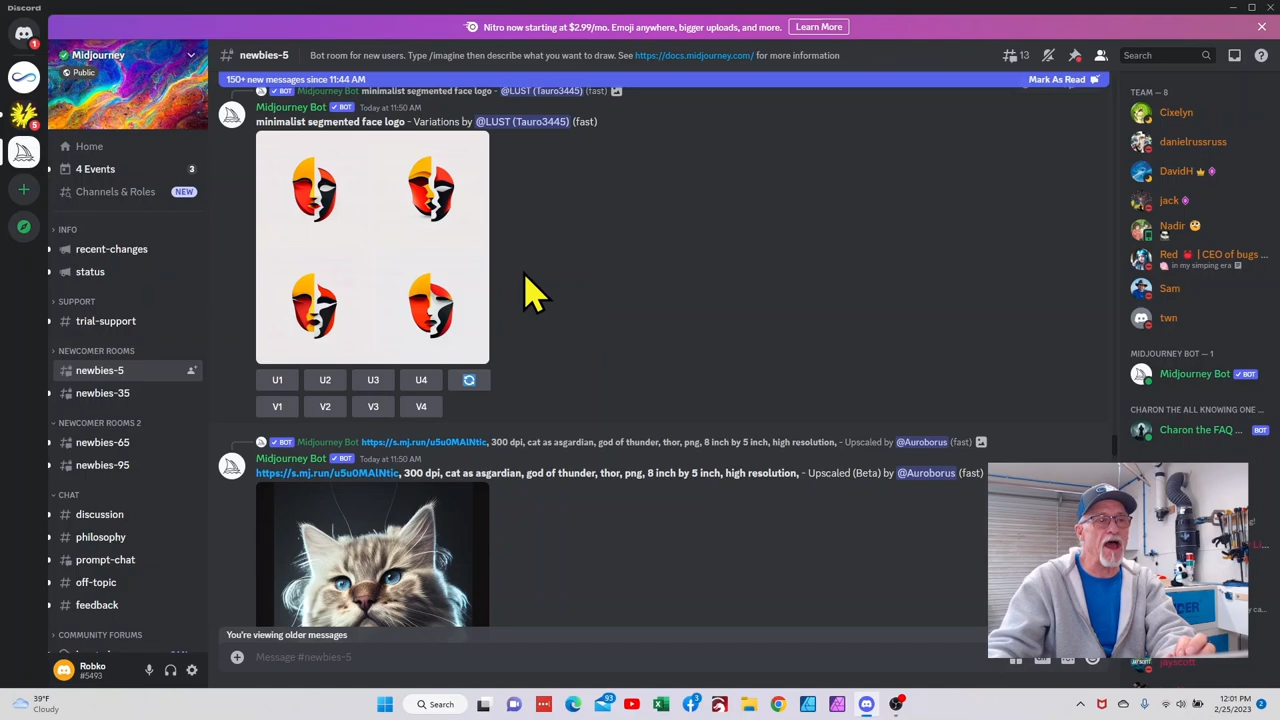 Discord
Nitro now starting at $2.99/mo. Emoji anywhere, bigger uploads, and more. Learn More
Midjourney
Public
newbies-5 Bot room for new users. Type /imagine then describe what you want to draw. See https://docs.midjourney.com/ for more information 13 Search
150+ new messages since 11:44 AM Mark As Read
Home
4 Events 3
Channels & Roles NEW
INFO
recent-changes
status
SUPPORT
trial-support
NEWCOMER ROOMS
newbies-5
newbies-35
NEWCOMER ROOMS 2
newbies-65
newbies-95
CHAT
discussion
philosophy
prompt-chat
off-topic
feedback
COMMUNITY FORUMS
Robko
#5493
1
5
BOT Midjourney Bot minimalist segmented face logo - @LUST (Tauro3445) (fast)
Midjourney Bot BOT Today at 11:50 AM
minimalist segmented face logo - Variations by @LUST (Tauro3445) (fast)
U1 U2 U3 U4
V1 V2 V3 V4
BOT Midjourney Bot https://s.mj.run/u5u0MAlNtic, 300 dpi, cat as asgardian, god of thunder, thor, png, 8 inch by 5 inch, high resolution, - Upscaled by @Auroborus (fast)
Midjourney Bot BOT Today at 11:50 AM
https://s.mj.run/u5u0MAlNtic, 300 dpi, cat as asgardian, god of thunder, thor, png, 8 inch by 5 inch, high resolution, - Upscaled (Beta) by @Auroborus (fast)
You're viewing older messages
Message #newbies-5
TEAM — 8
Cixelyn
danielrussruss
DavidH
jack
Nadir
Red | CEO of bugs ...
in my simping era
Sam
twn
MIDJOURNEY BOT — 1
Midjourney Bot BOT
CHARON THE ALL KNOWING ONE ...
Charon the FAQ ... BOT
jayscott
39°F
Cloudy
Search
93
3
12:01 PM
2/25/2023
2